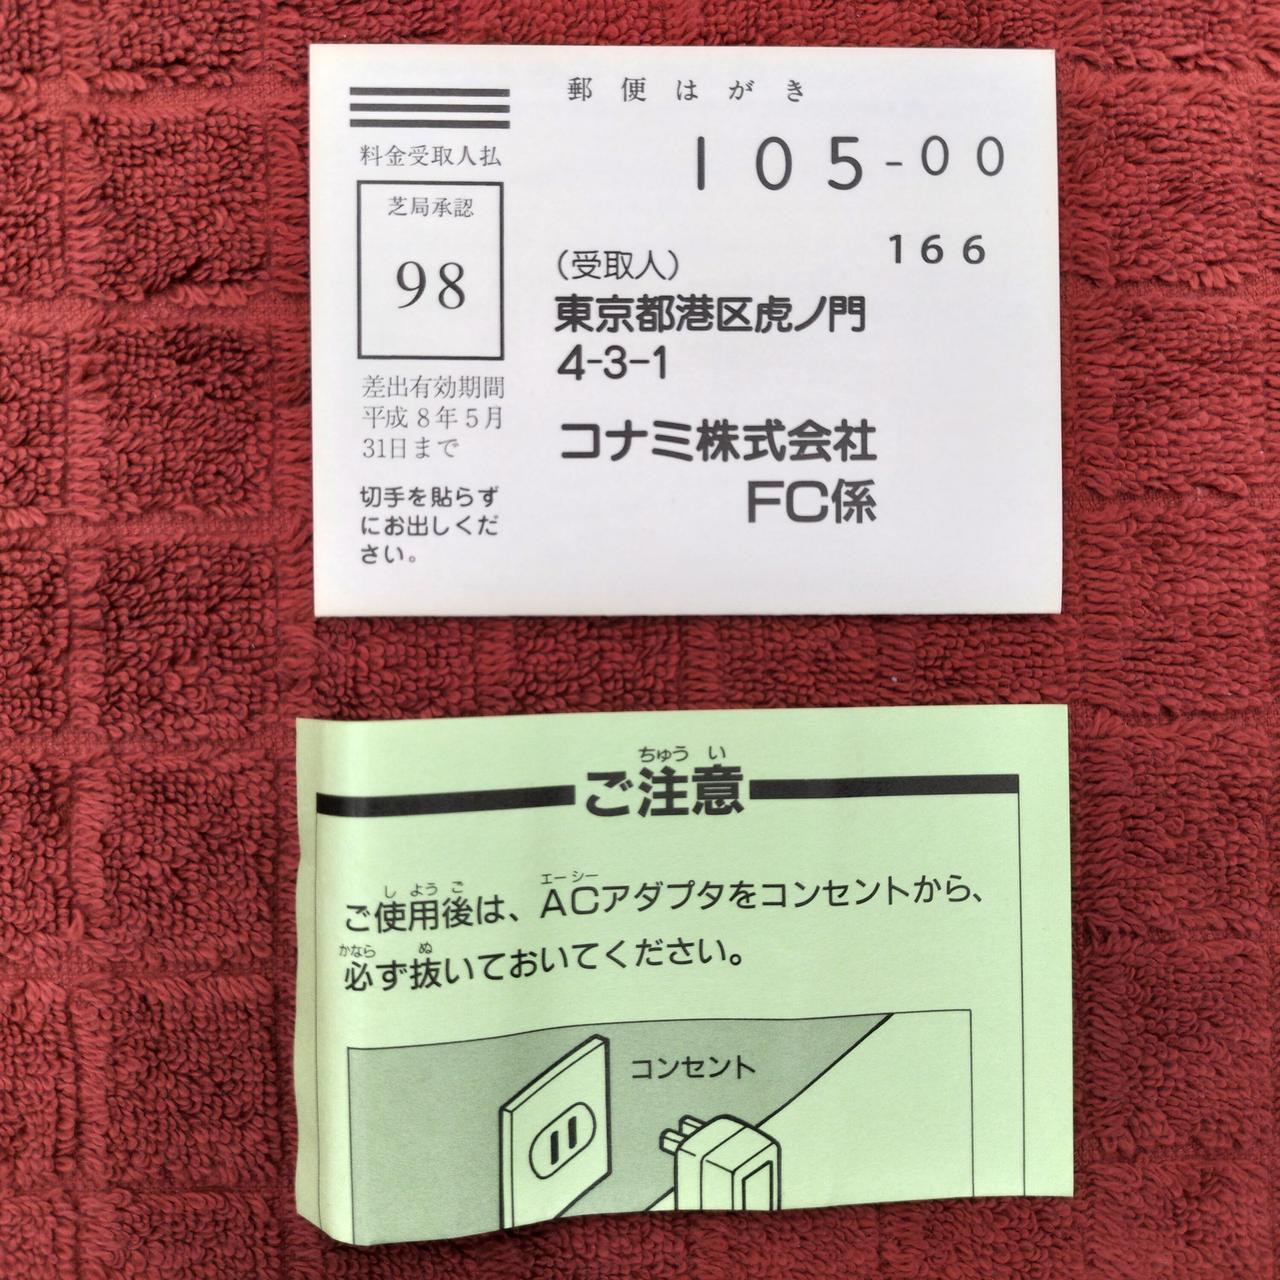 郵便はがき
料金受取人払
芝局承認
98
差出有効期間
平成8年5月
31日まで
切手を貼らず
にお出しくだ
さい。
105-00
166
(受取人)
東京都港区虎ノ門
4-3-1
コナミ株式会社
FC係
ちゅうい
ご注意
しようご エーシー
ご使用後は、ACアダプタをコンセントから、
かなら ぬ
必ず抜いておいてください。
コンセント